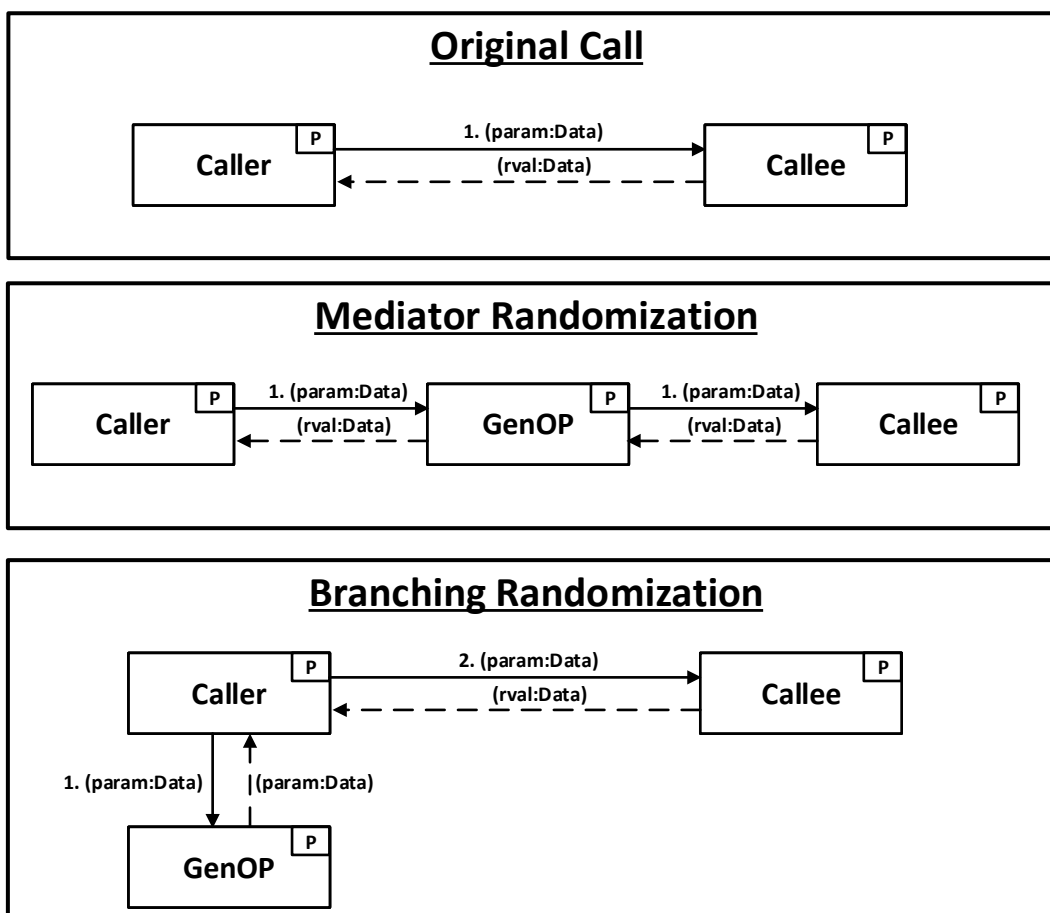 Original Call
Caller
P
1. (param:Data)
(rval:Data)
Callee
P
Mediator Randomization
Caller
P
1. (param:Data)
(rval:Data)
GenOP
P
1. (param:Data)
(rval:Data)
Callee
P
Branching Randomization
Caller
P
2. (param:Data)
(rval:Data)
Callee
P
1. (param:Data)
(param:Data)
GenOP
P